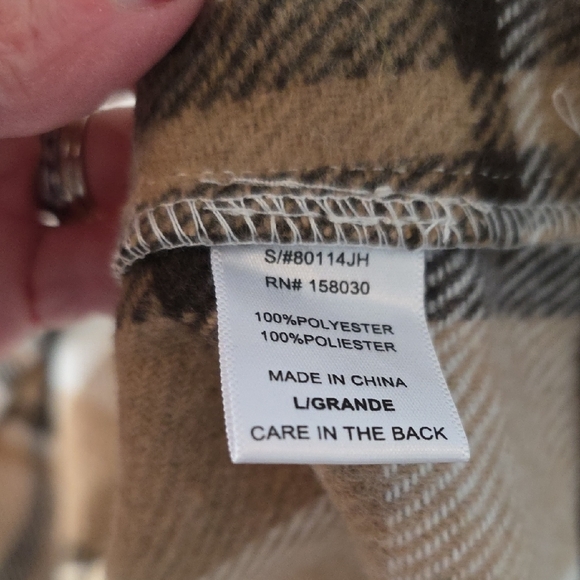 S/#80114JH
RN# 158030
100%POLYESTER
100%POLIESTER
MADE IN CHINA
L/GRANDE
CARE IN THE BACK